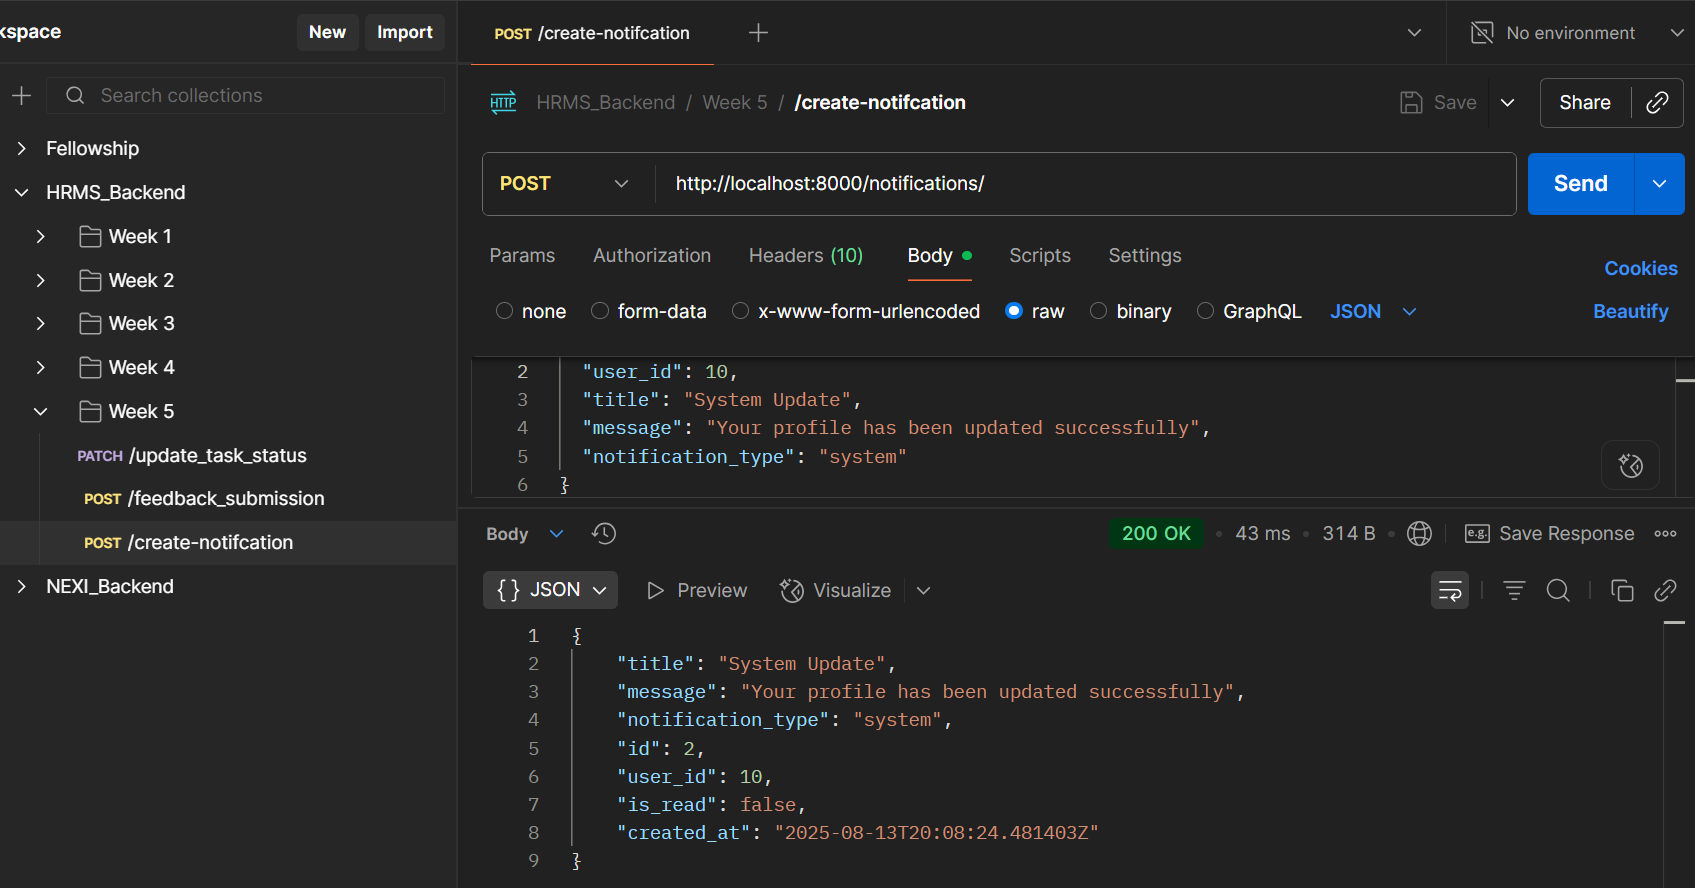 kspace
New
Import
Search collections
Fellowship
HRMS_Backend
Week 1
Week 2
Week 3
Week 4
Week 5
PATCH /update_task_status
POST /feedback_submission
POST /create-notifcation
NEXI_Backend
POST /create-notifcation
No environment
HTTP HRMS_Backend / Week 5 / /create-notifcation
Save
Share
POST
http://localhost:8000/notifications/
Send
Params Authorization Headers (10) Body Scripts Settings
Cookies
none form-data x-www-form-urlencoded raw binary GraphQL JSON
Beautify
2 "user_id": 10,
3 "title": "System Update",
4 "message": "Your profile has been updated successfully",
5 "notification_type": "system"
6 }
Body
200 OK • 43 ms • 314 B •
e.g. Save Response
{} JSON
Preview
Visualize
1 {
2 "title": "System Update",
3 "message": "Your profile has been updated successfully",
4 "notification_type": "system",
5 "id": 2,
6 "user_id": 10,
7 "is_read": false,
8 "created_at": "2025-08-13T20:08:24.481403Z"
9 }